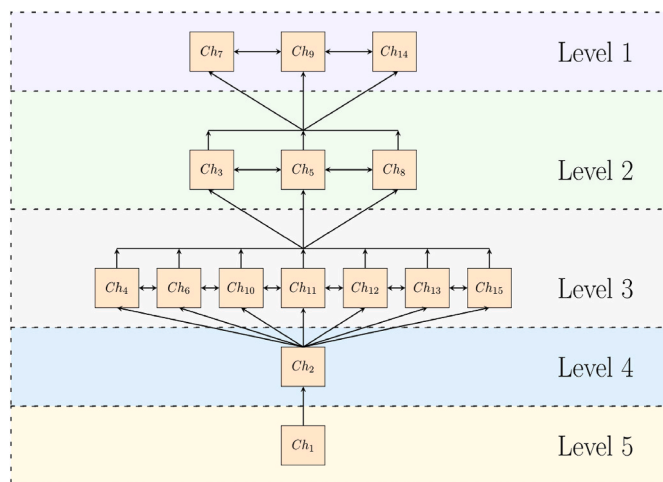 Ch₇ Ch₉ Ch₁₄ Level 1
Ch₃ Ch₅ Ch₈ Level 2
Ch₄ Ch₆ Ch₁₀ Ch₁₁ Ch₁₂ Ch₁₃ Ch₁₅ Level 3
Ch₂ Level 4
Ch₁ Level 5